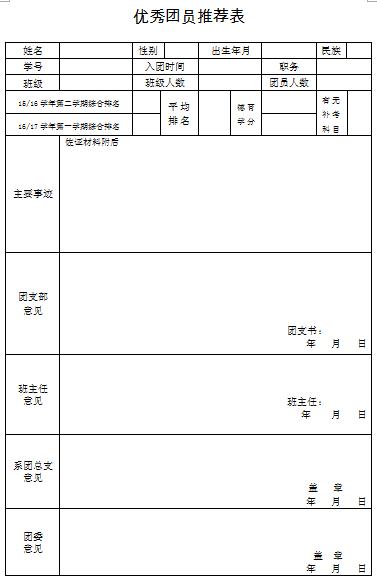 优秀团员推荐表
姓名 性别 出生年月 民族
学号 入团时间 职务
班级 班级人数 团员人数
15/16 学年第二学期综合排名
16/17 学年第一学期综合排名
平均
排名
德育
学分
有无
补考
科目
主要事迹
佐证材料附后
团支部
意见
团支书：
年 月 日
班主任
意见
班主任：
年 月 日
系团总支
意见
盖 章
年 月 日
团委
意见
盖 章
年 月 日